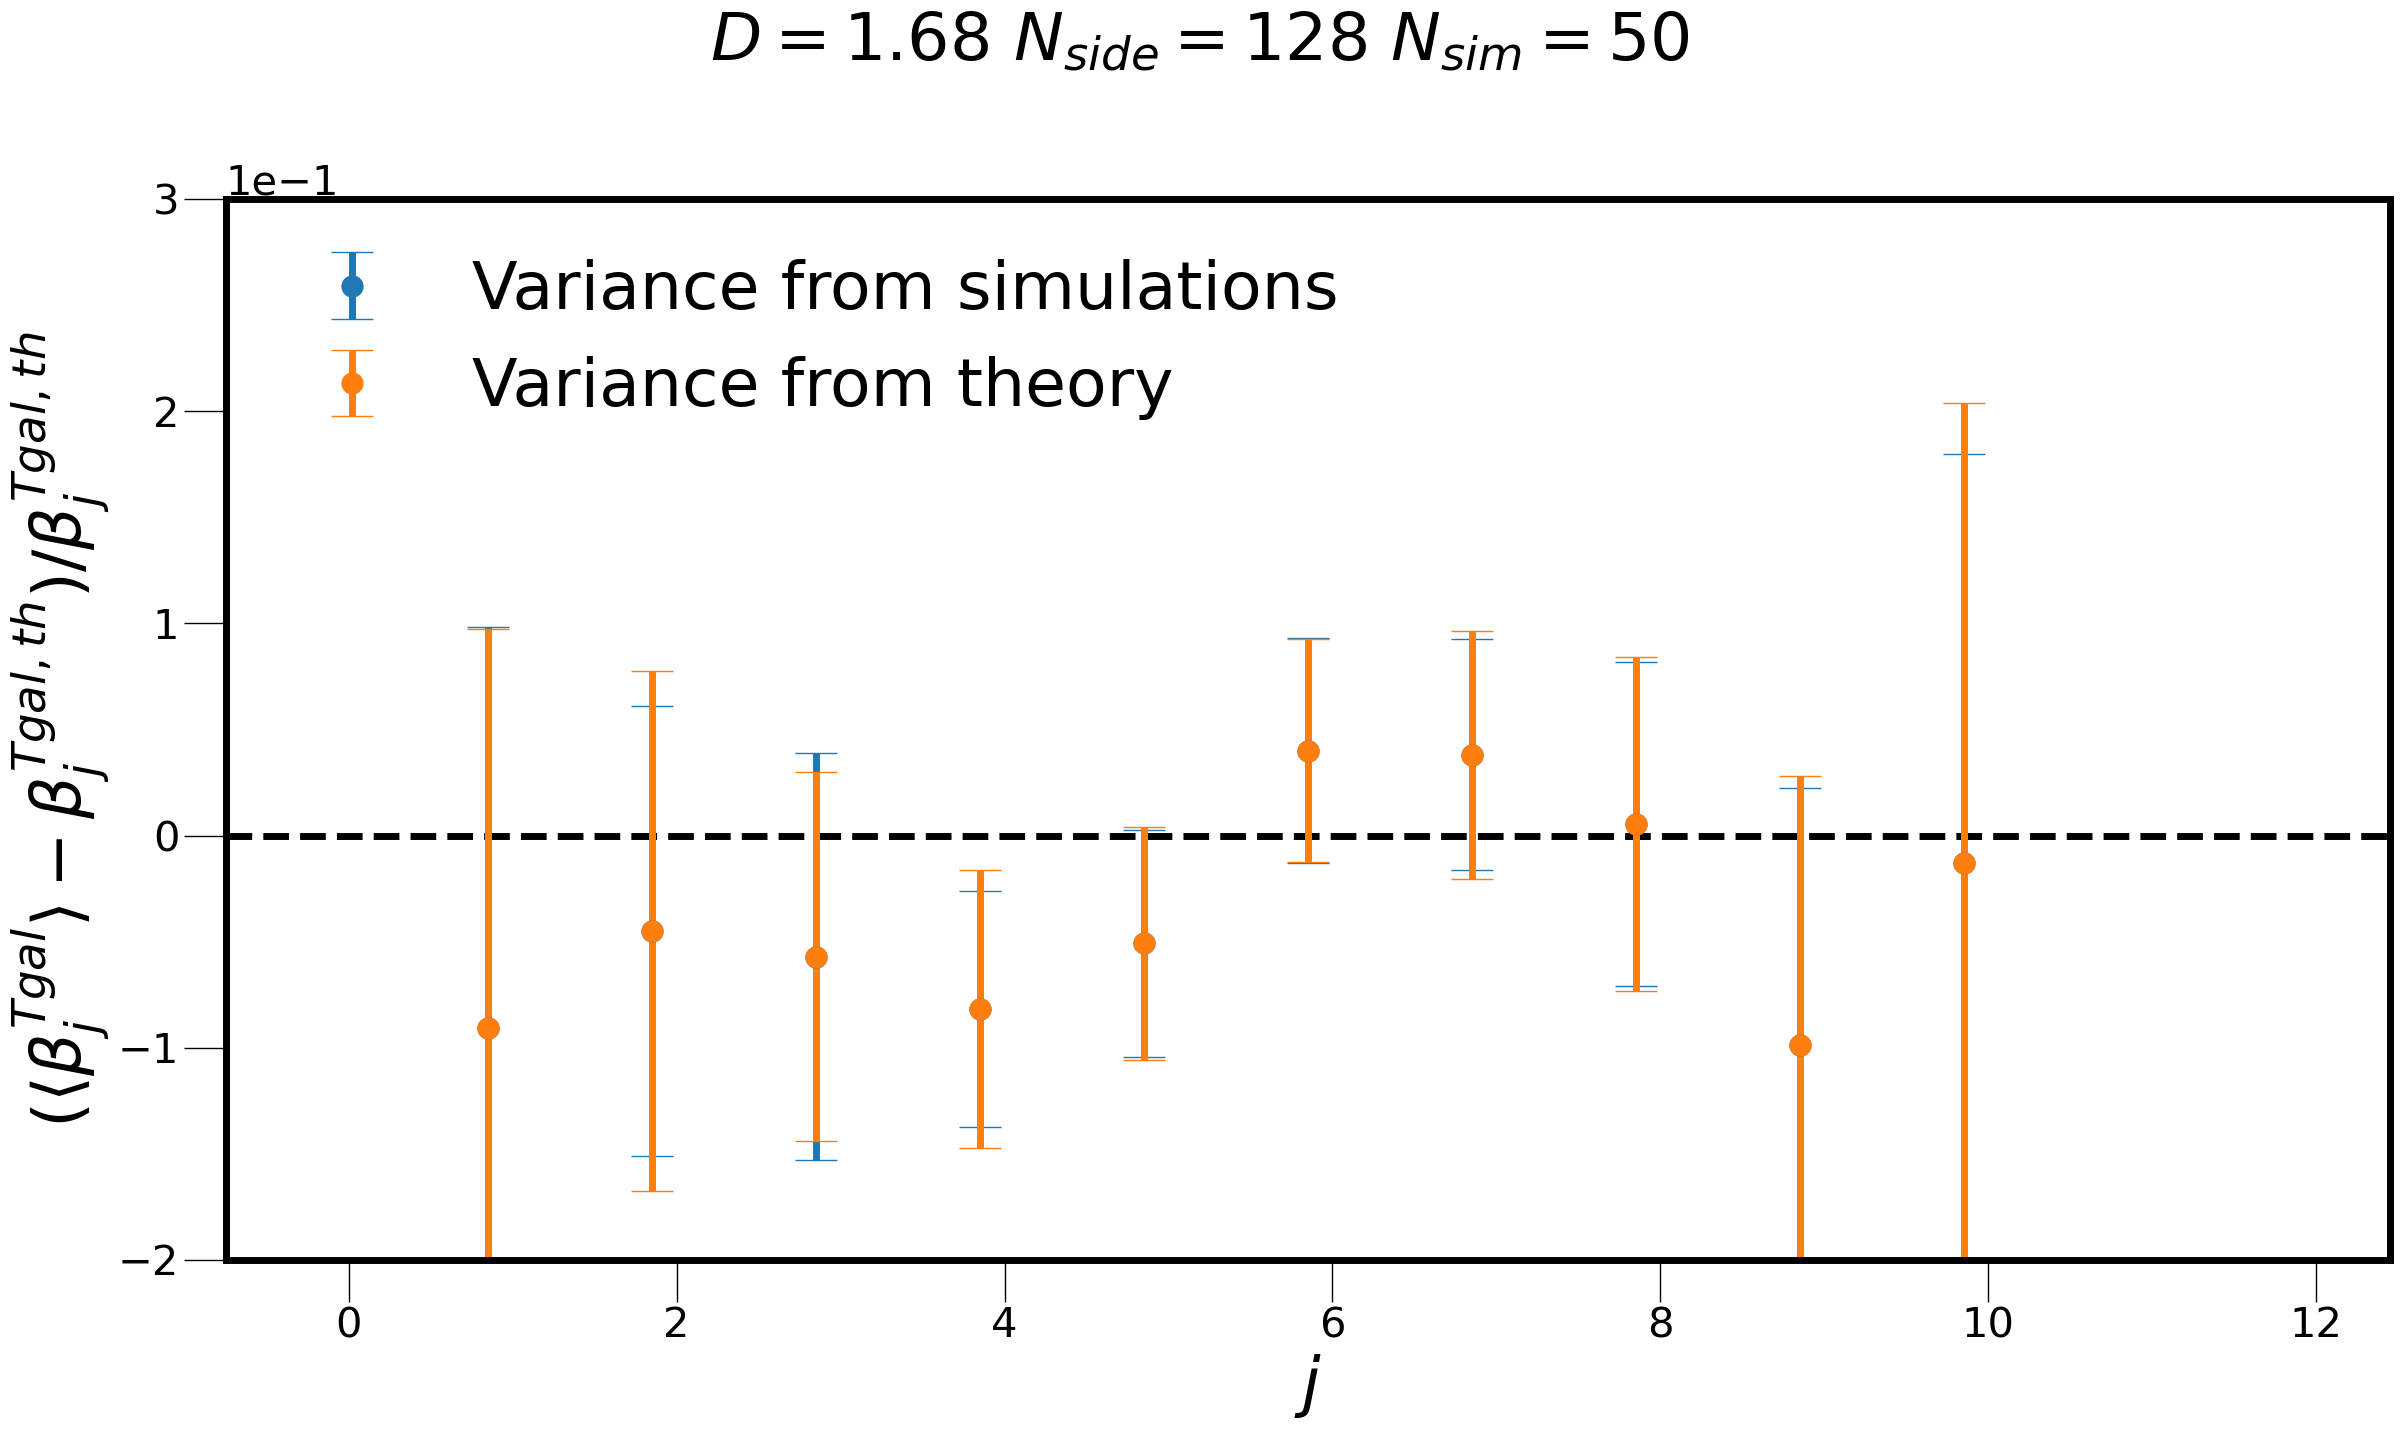 D = 1.68 N_side = 128 N_sim = 50
1e−1
3
2
1
0
−1
−2
(⟨β_j^Tgal⟩ − β_j^Tgal, th)/β_j^Tgal, th
Variance from simulations
Variance from theory
0 2 4 6 8 10 12
j